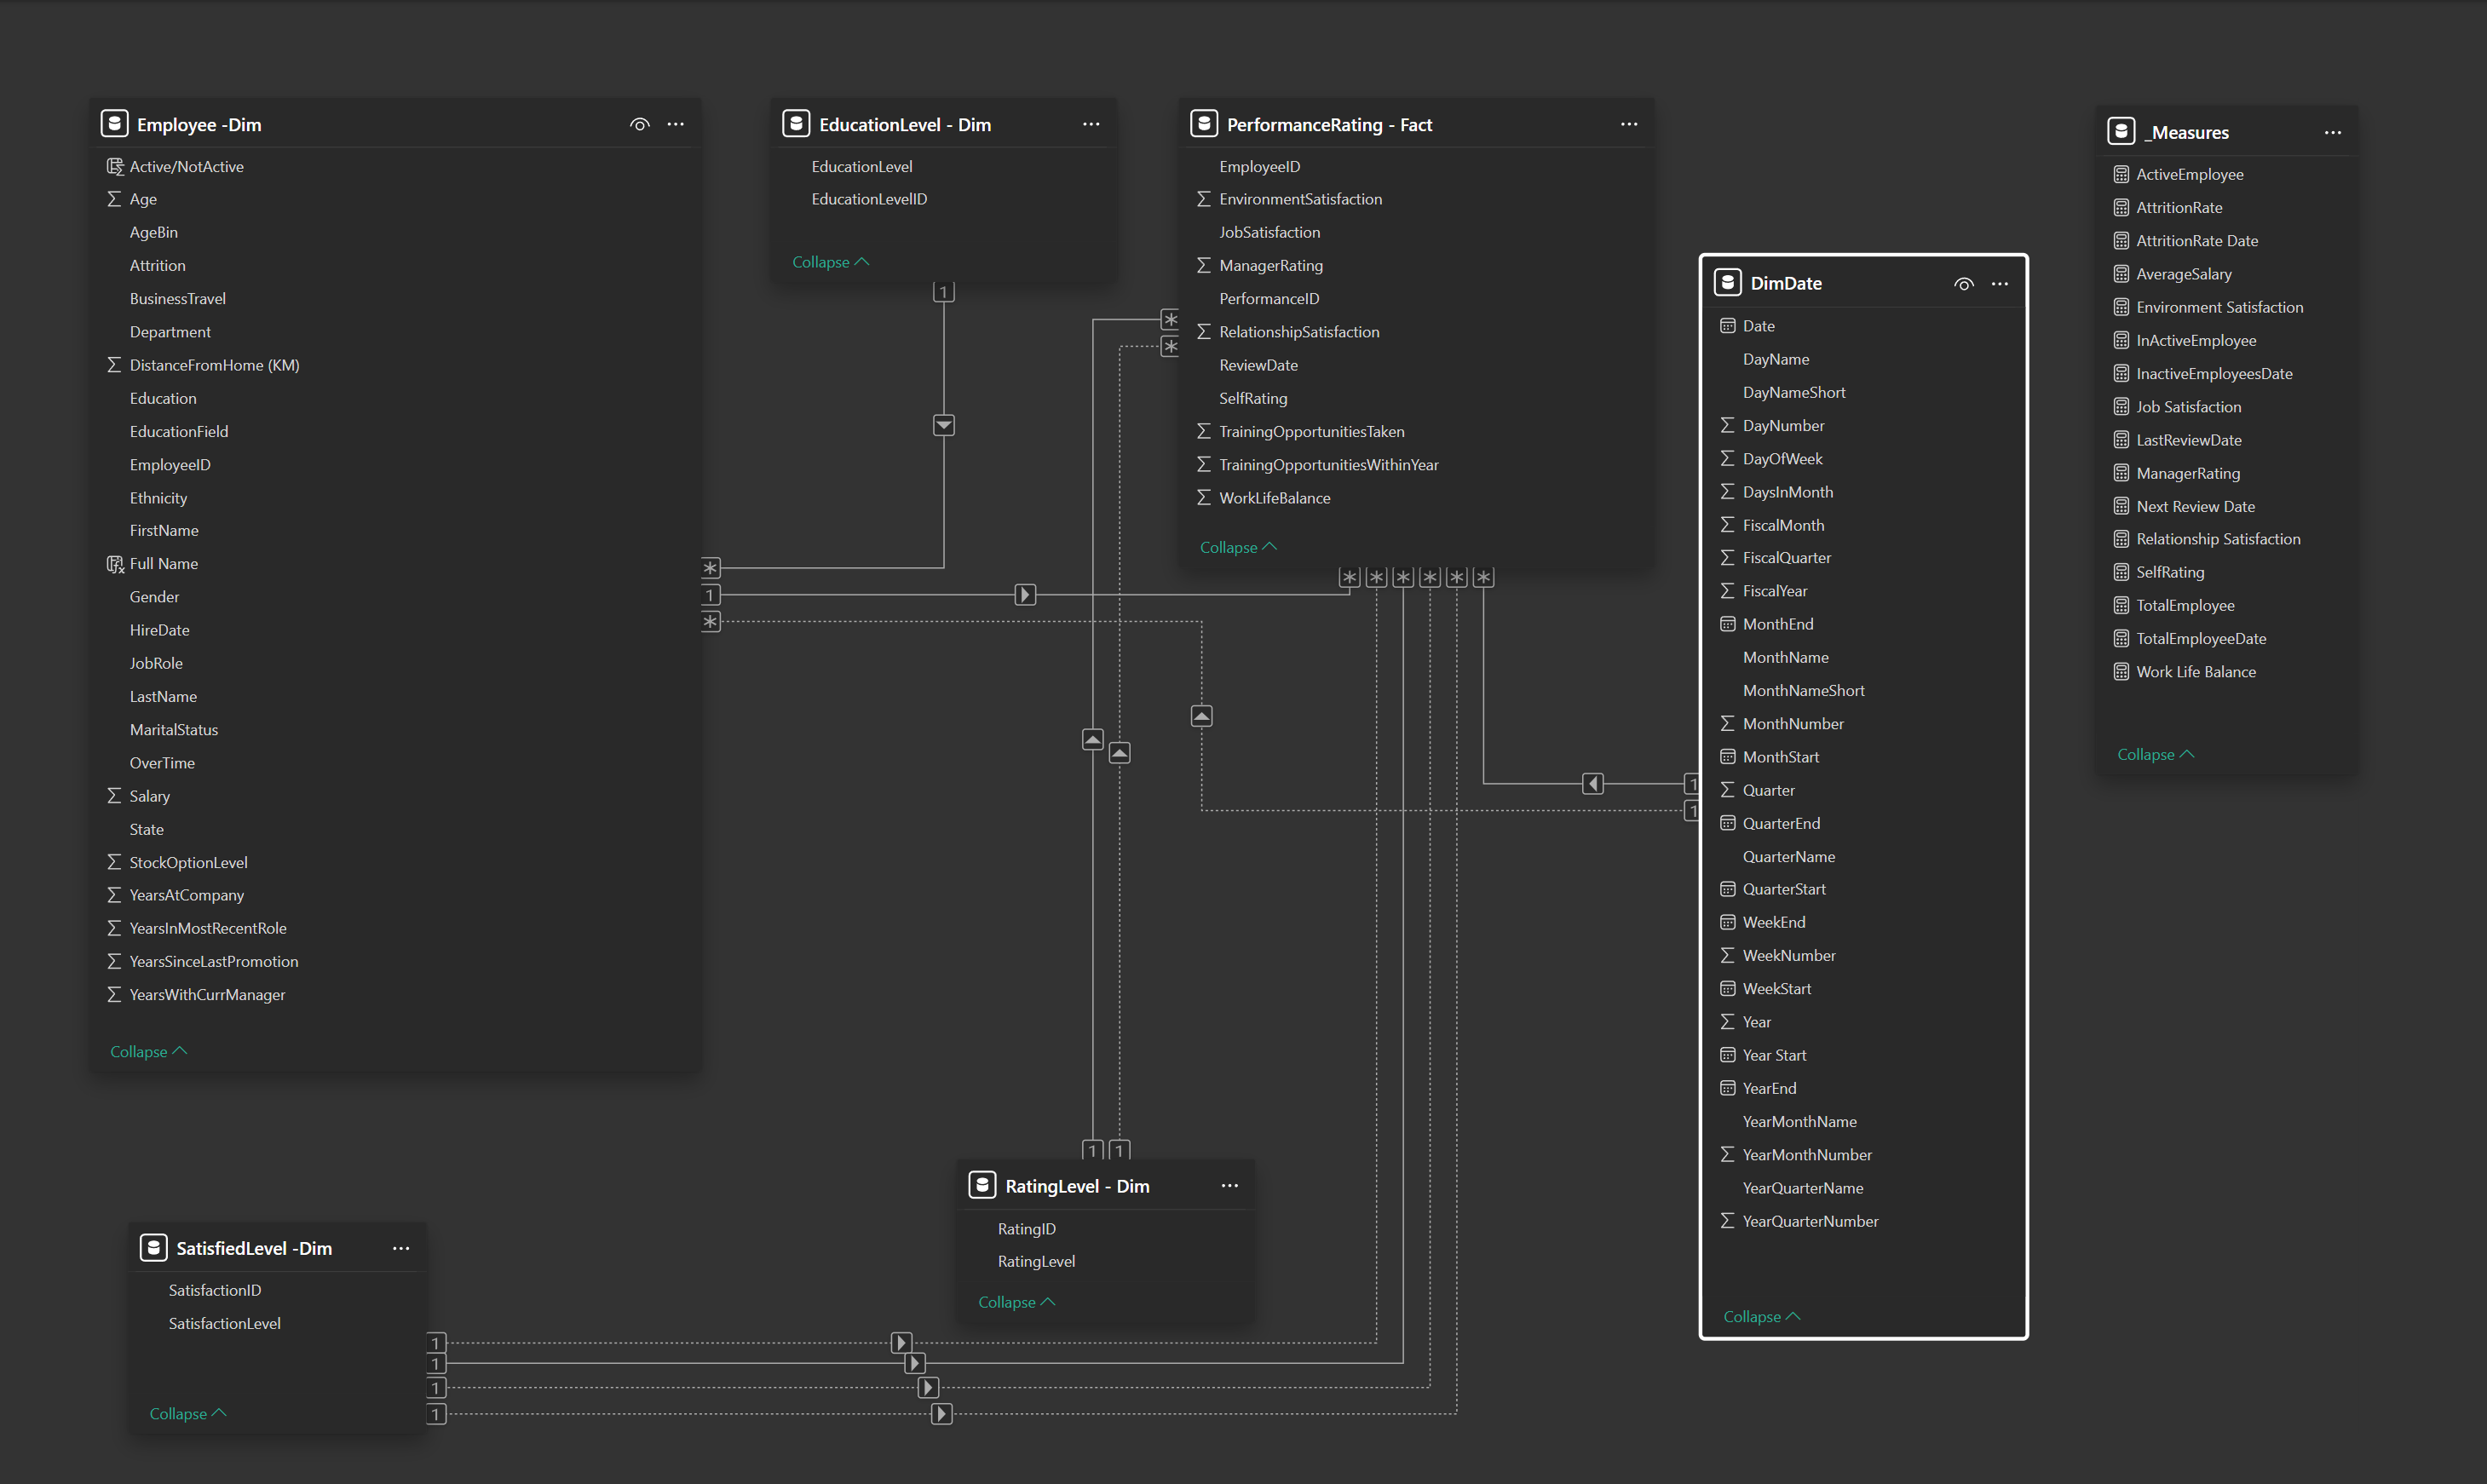 Employee -Dim
Active/NotActive
Age
AgeBin
Attrition
BusinessTravel
Department
DistanceFromHome (KM)
Education
EducationField
EmployeeID
Ethnicity
FirstName
Full Name
Gender
HireDate
JobRole
LastName
MaritalStatus
OverTime
Salary
State
StockOptionLevel
YearsAtCompany
YearsInMostRecentRole
YearsSinceLastPromotion
YearsWithCurrManager
Collapse
*
1
*
EducationLevel - Dim
EducationLevel
EducationLevelID
Collapse
1
PerformanceRating - Fact
EmployeeID
EnvironmentSatisfaction
JobSatisfaction
ManagerRating
PerformanceID
RelationshipSatisfaction
ReviewDate
SelfRating
TrainingOpportunitiesTaken
TrainingOpportunitiesWithinYear
WorkLifeBalance
Collapse
*
*
* * * * * *
DimDate
Date
DayName
DayNameShort
DayNumber
DayOfWeek
DaysInMonth
FiscalMonth
FiscalQuarter
FiscalYear
MonthEnd
MonthName
MonthNameShort
MonthNumber
MonthStart
Quarter
QuarterEnd
QuarterName
QuarterStart
WeekEnd
WeekNumber
WeekStart
Year
Year Start
YearEnd
YearMonthName
YearMonthNumber
YearQuarterName
YearQuarterNumber
Collapse
1
1
_Measures
ActiveEmployee
AttritionRate
AttritionRate Date
AverageSalary
Environment Satisfaction
InActiveEmployee
InactiveEmployeesDate
Job Satisfaction
LastReviewDate
ManagerRating
Next Review Date
Relationship Satisfaction
SelfRating
TotalEmployee
TotalEmployeeDate
Work Life Balance
Collapse
1 1
RatingLevel - Dim
RatingID
RatingLevel
Collapse
SatisfiedLevel -Dim
SatisfactionID
SatisfactionLevel
Collapse
1
1
1
1